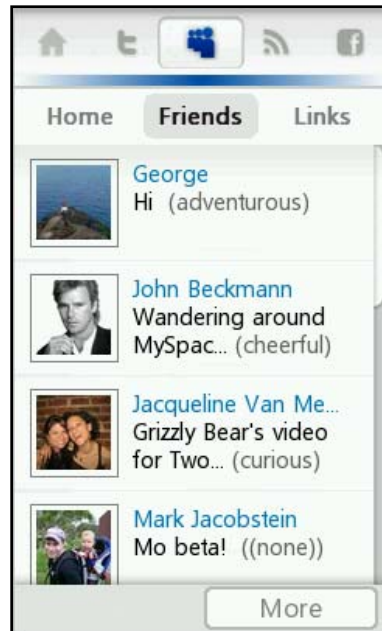 Home Friends Links
George
Hi (adventurous)
John Beckmann
Wandering around
MySpac... (cheerful)
Jacqueline Van Me...
Grizzly Bear's video
for Two... (curious)
Mark Jacobstein
Mo beta! ((none))
More